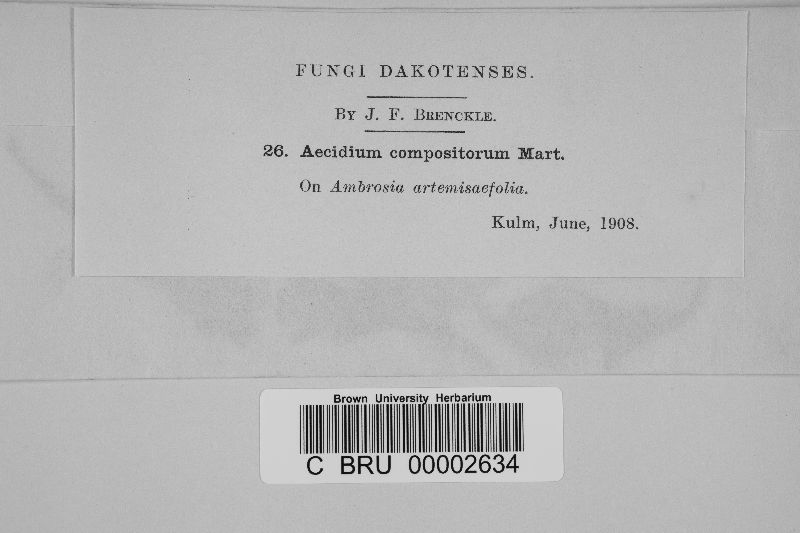 FUNGI DAKOTENSES.
By J. F. Brenckle.
26. Aecidium compositorum Mart.
On Ambrosia artemisaefolia.
Kulm, June, 1908.
Brown University Herbarium
C BRU 00002634